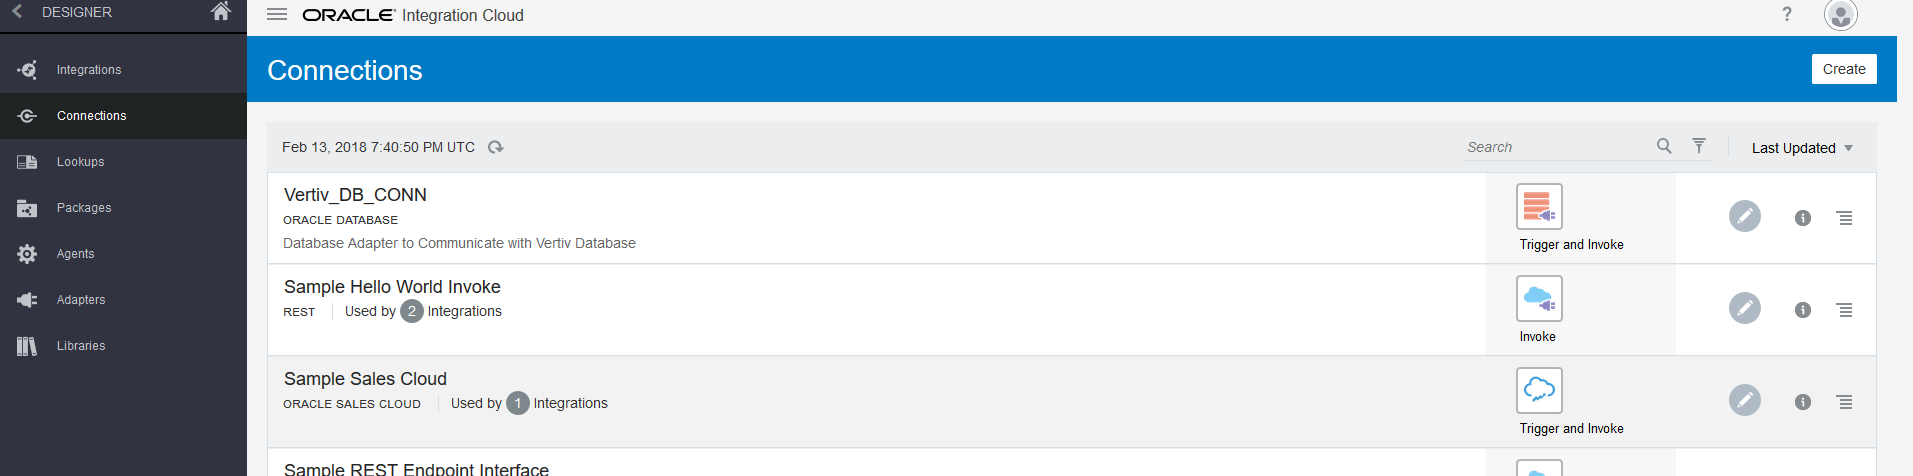 DESIGNER
Integrations
Connections
Lookups
Packages
Agents
Adapters
Libraries
ORACLE® Integration Cloud
?
Connections
Create
Feb 13, 2018 7:40:50 PM UTC
Search
Last Updated
Vertiv_DB_CONN
ORACLE DATABASE
Database Adapter to Communicate with Vertiv Database
Trigger and Invoke
Sample Hello World Invoke
REST Used by 2 Integrations
Invoke
Sample Sales Cloud
ORACLE SALES CLOUD Used by 1 Integrations
Trigger and Invoke
Sample REST Endpoint Interface